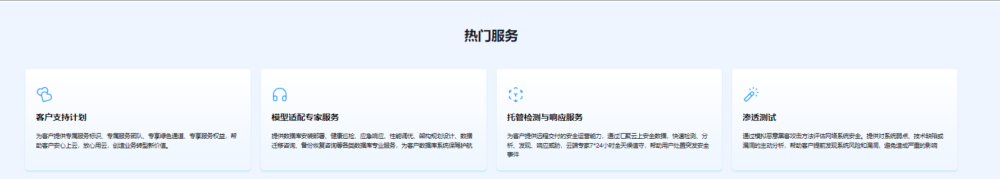 热门服务
客户支持计划
为客户提供专属服务标识、专属服务团队、专享绿色通道、专享服务权益，帮
助客户安心上云，放心用云，创造业务转型新价值。
模型适配专家服务
提供数据库安装部署、健康巡检、应急响应、性能调优、架构规划设计、数据
迁移咨询、备份恢复咨询等各类数据库专业服务，为客户数据库系统保驾护航
托管检测与响应服务
为客户提供远程交付的安全运营能力，通过汇聚云上安全数据，快速检测、分
析、发现、响应威胁，云端专家7*24小时全天候值守，帮助用户处置突发安全
事件
渗透测试
通过模拟恶意黑客攻击方法评估网络系统安全。提供对系统弱点、技术缺陷或
漏洞的主动分析，帮助客户提前发现系统风险和漏洞，避免造成严重的影响